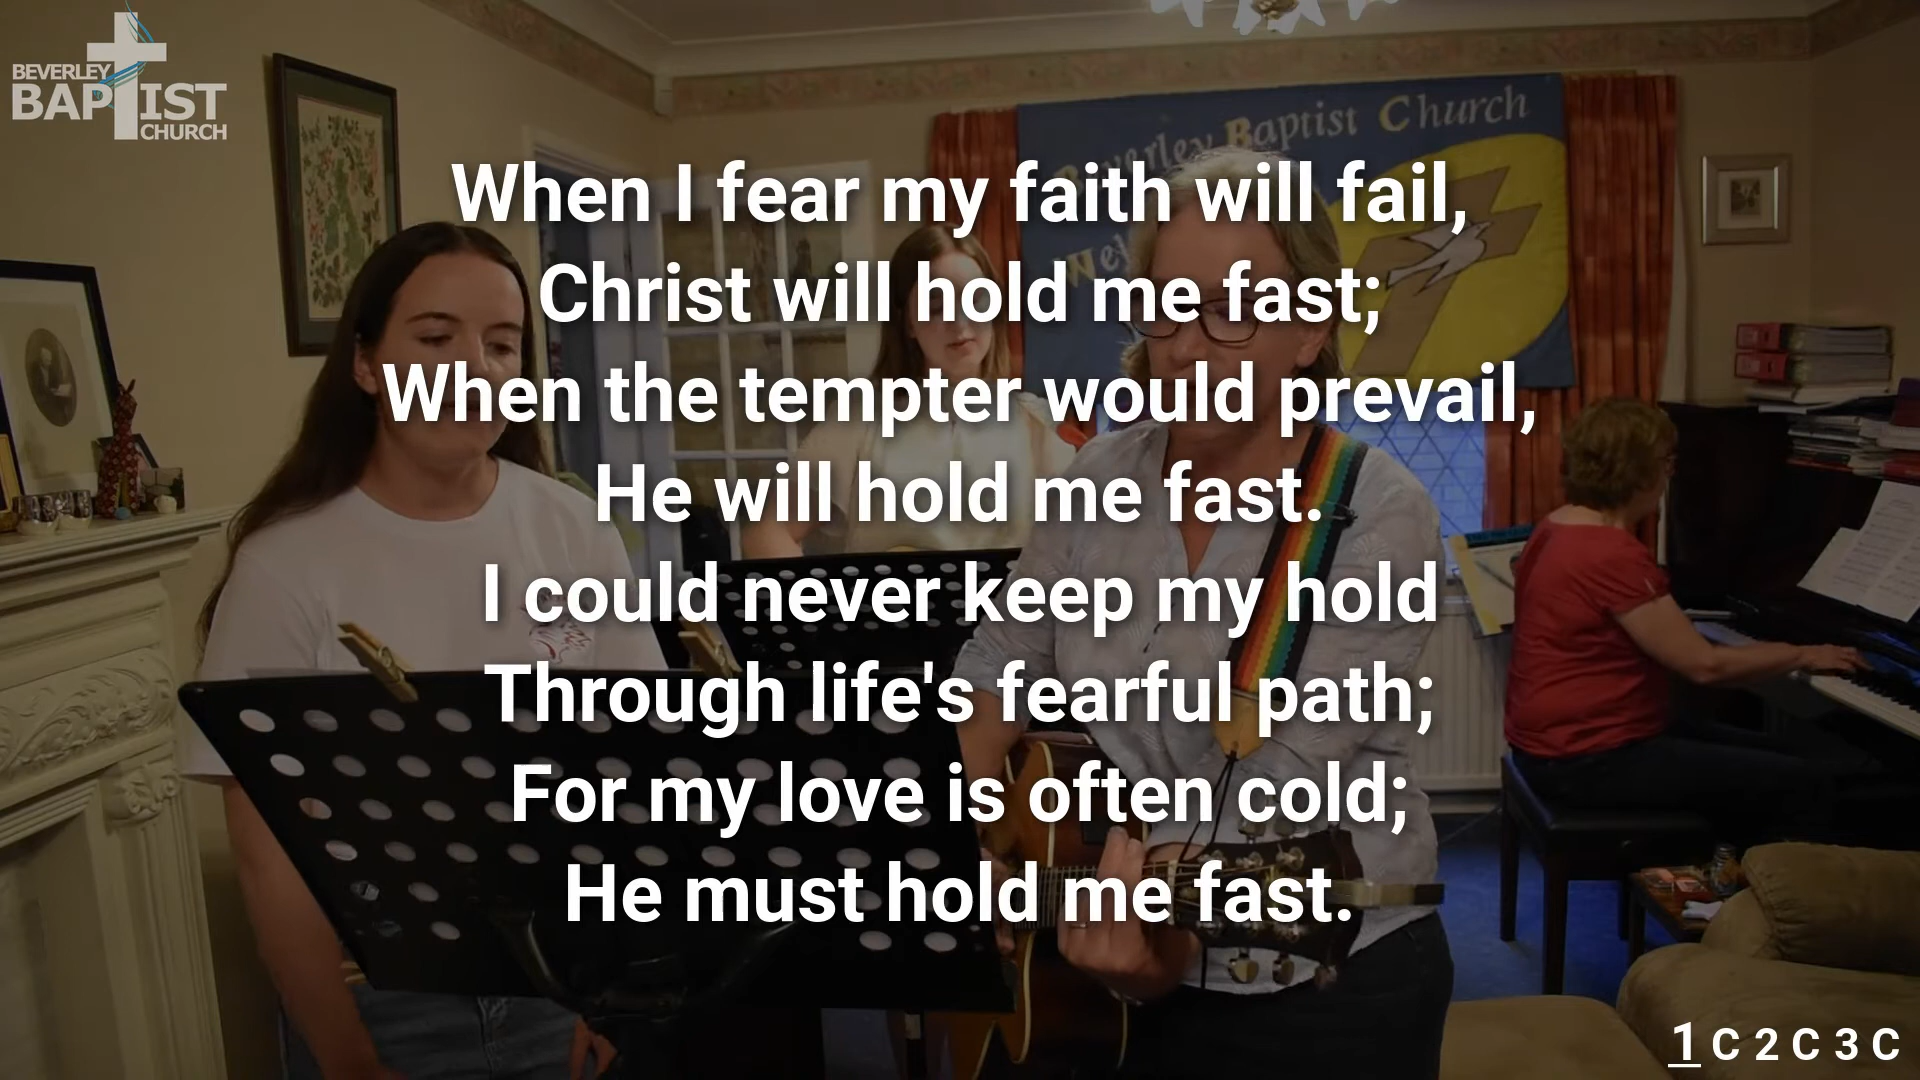 BEVERLEY
BAPTIST
CHURCH
Beverley Baptist Church
When I fear my faith will fail,
Christ will hold me fast;
When the tempter would prevail,
He will hold me fast.
I could never keep my hold
Through life's fearful path;
For my love is often cold;
He must hold me fast.
1 C 2 C 3 C